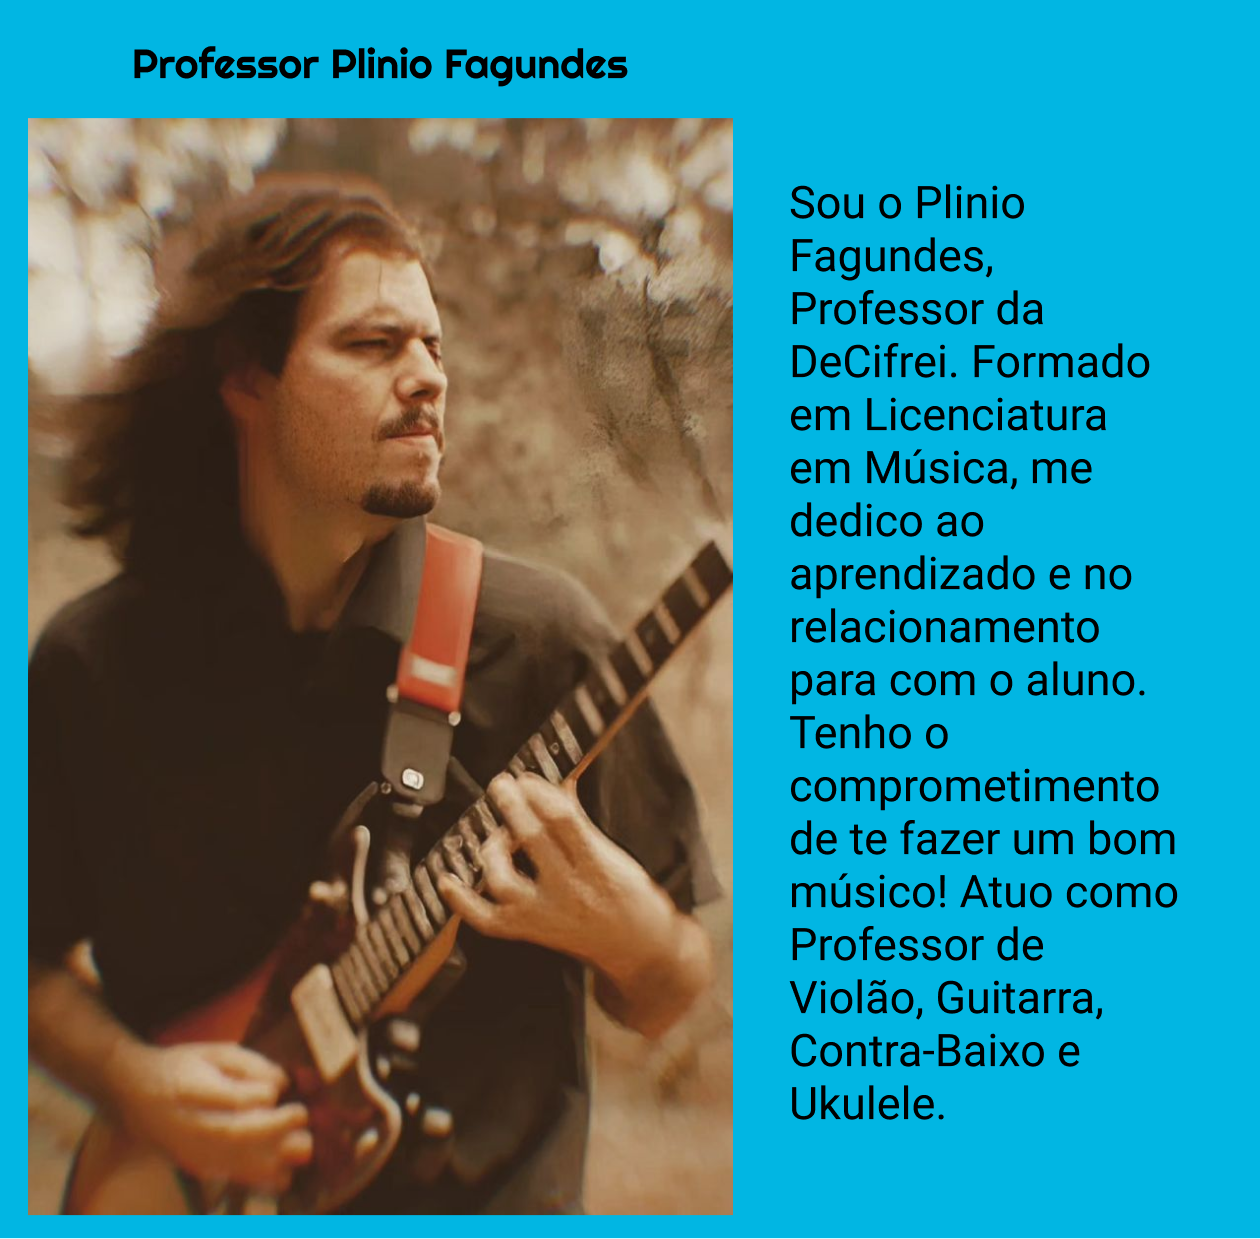 Professor Plinio Fagundes
Sou o Plinio
Fagundes,
Professor da
DeCifrei. Formado
em Licenciatura
em Música, me
dedico ao
aprendizado e no
relacionamento
para com o aluno.
Tenho o
comprometimento
de te fazer um bom
músico! Atuo como
Professor de
Violão, Guitarra,
Contra-Baixo e
Ukulele.